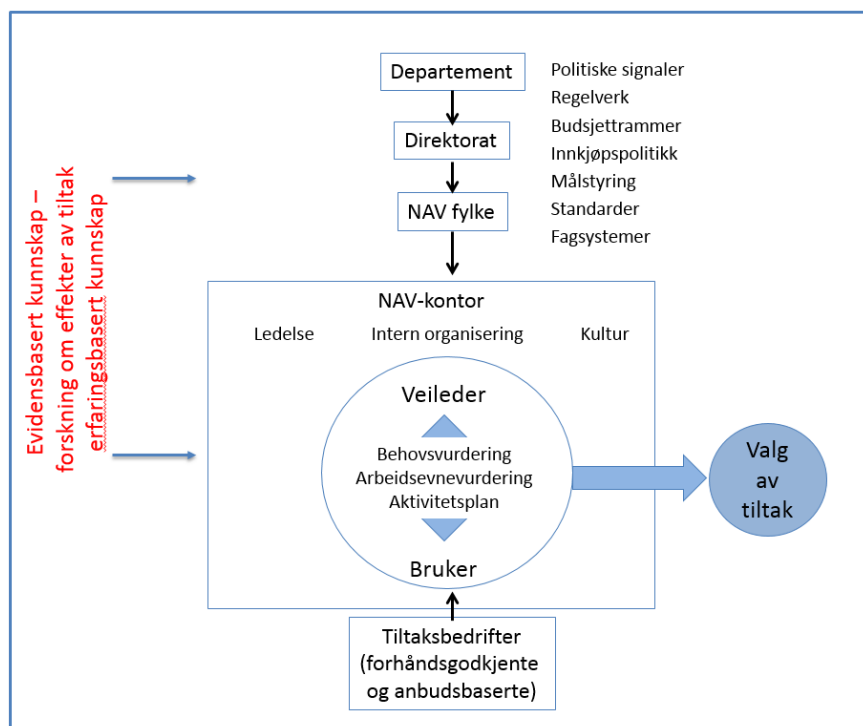 Departement
Direktorat
NAV fylke
Politiske signaler
Regelverk
Budsjettrammer
Innkjøpspolitikk
Målstyring
Standarder
Fagsystemer
Evidensbasert kunnskap –
forskning om effekter av tiltak
erfaringsbasert kunnskap
NAV-kontor
Ledelse
Intern organisering
Kultur
Veileder
Behovsvurdering
Arbeidsevnevurdering
Aktivitetsplan
Bruker
Valg
av
tiltak
Tiltaksbedrifter
(forhåndsgodkjente
og anbudsbaserte)